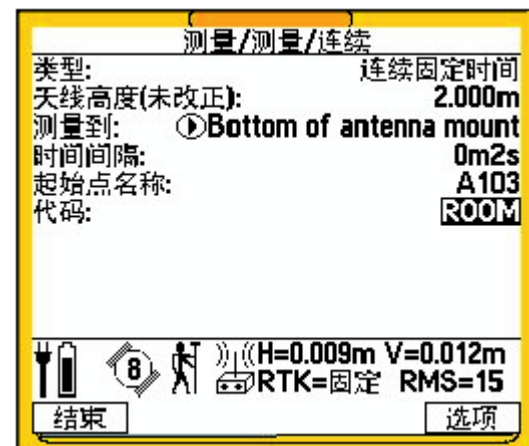 测量/测量/连续
类型: 连续固定时间
天线高度(未改正): 2.000m
测量到: Bottom of antenna mount
时间间隔: 0m2s
起始点名称: A103
代码: ROOM
8 H=0.009m V=0.012m
RTK=固定 RMS=15
结束 选项